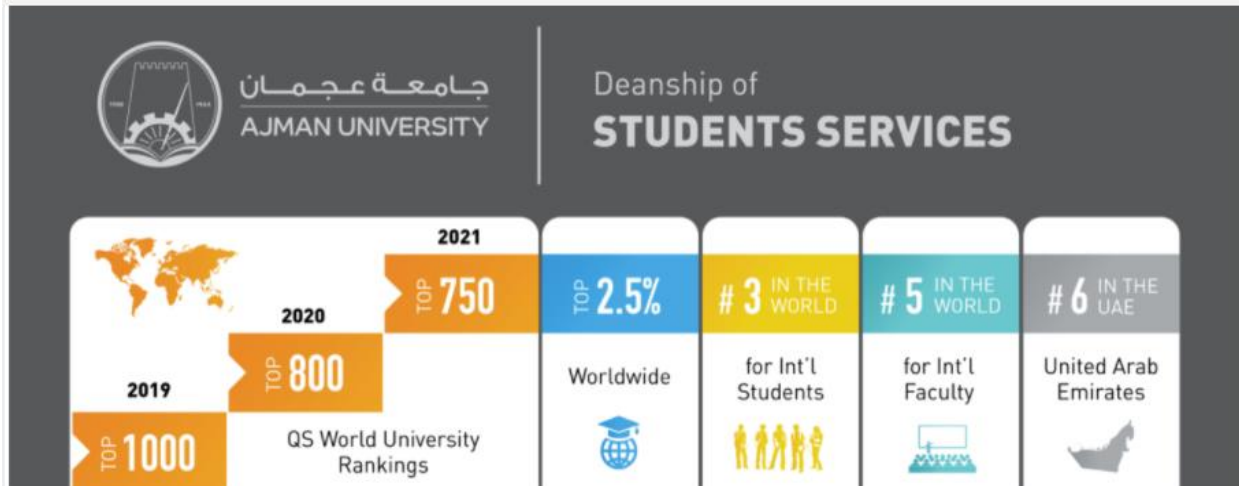 جامعة عجمان
AJMAN UNIVERSITY
Deanship of
STUDENTS SERVICES
2019
TOP 1000
2020
TOP 800
2021
TOP 750
QS World University
Rankings
TOP 2.5%
Worldwide
# 3 IN THE
WORLD
for Int'l
Students
# 5 IN THE
WORLD
for Int'l
Faculty
# 6 IN THE
UAE
United Arab
Emirates